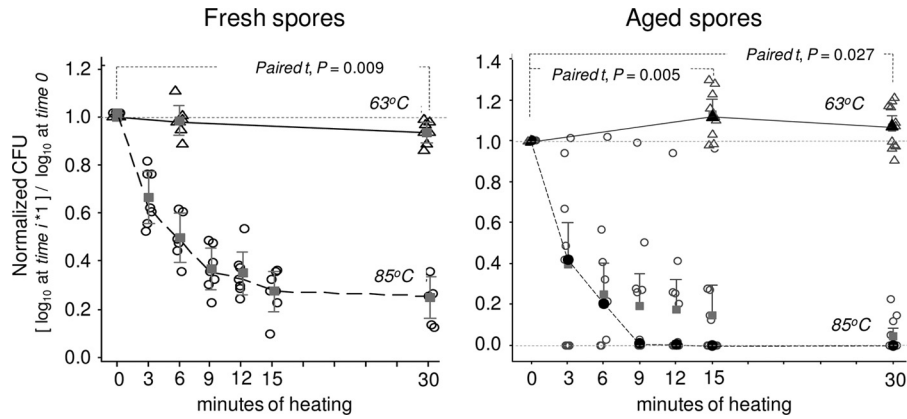 Fresh spores
Normalized CFU
[ log10 at time i *1 ] / log10 at time 0
1.2
1.0
0.8
0.6
0.4
0.2
0.0
Paired t, P = 0.009
63°C
85°C
0 3 6 9 12 15 30
minutes of heating
Aged spores
1.4
1.2
1.0
0.8
0.6
0.4
0.2
0.0
Paired t, P = 0.027
Paired t, P = 0.005
63°C
85°C
0 3 6 9 12 15 30
minutes of heating